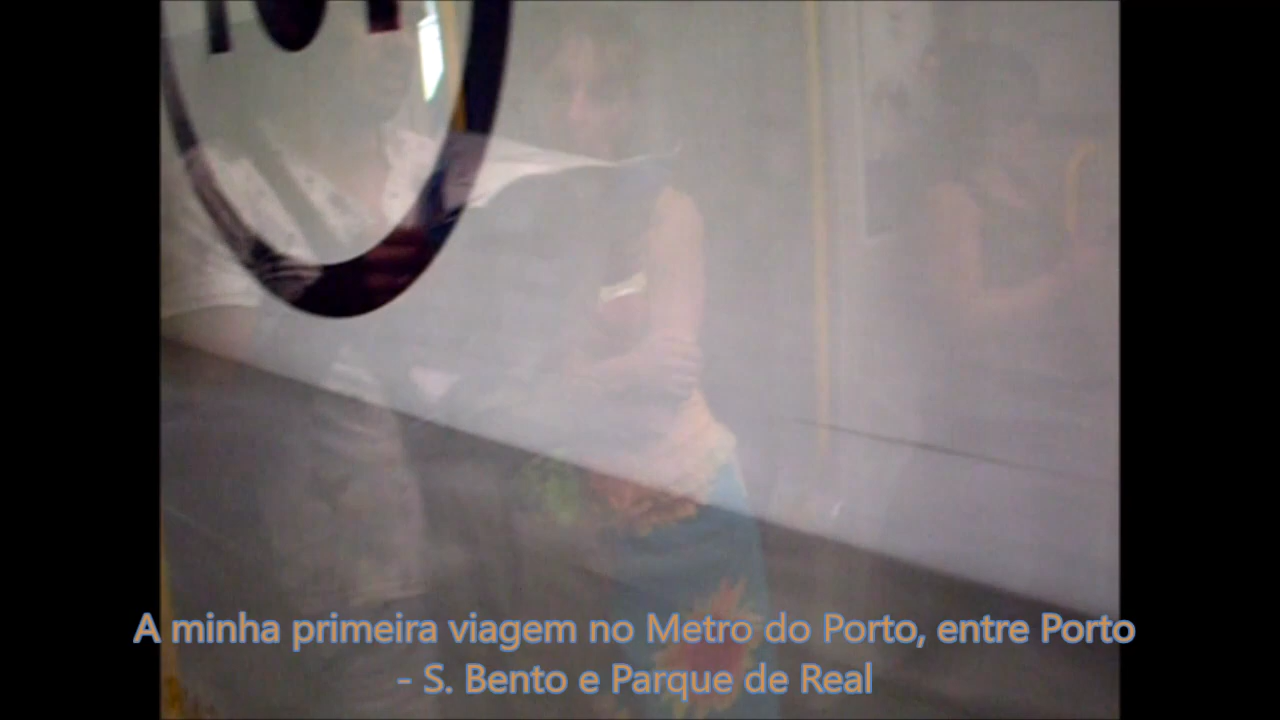 A minha primeira viagem no Metro do Porto, entre Porto
- S. Bento e Parque de Real